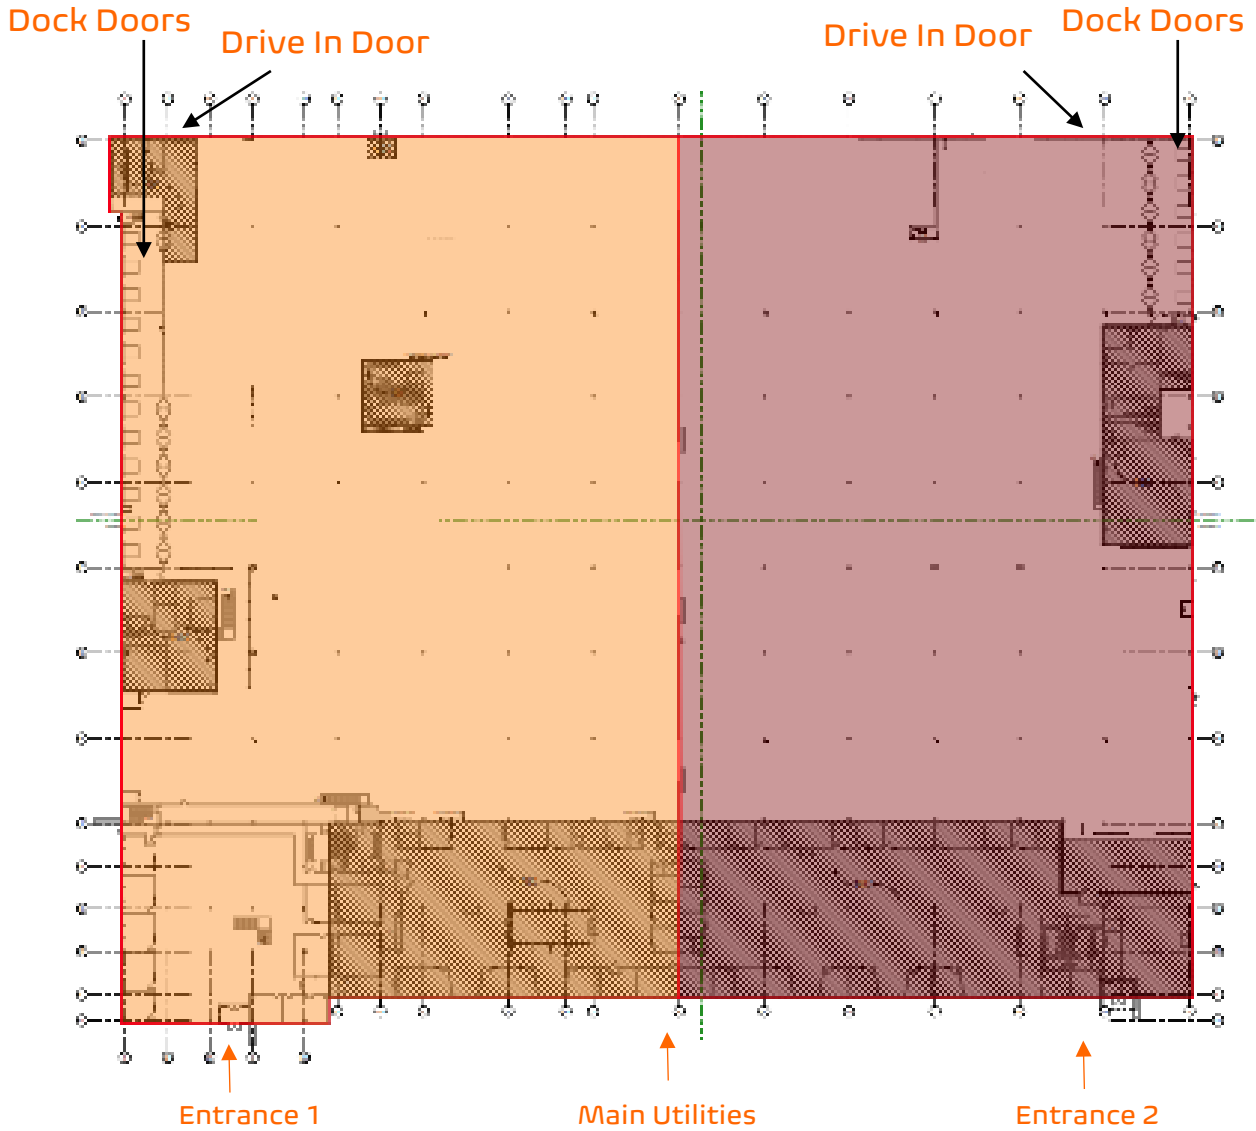 Dock Doors
Drive In Door
Drive In Door
Dock Doors
Entrance 1
Main Utilities
Entrance 2